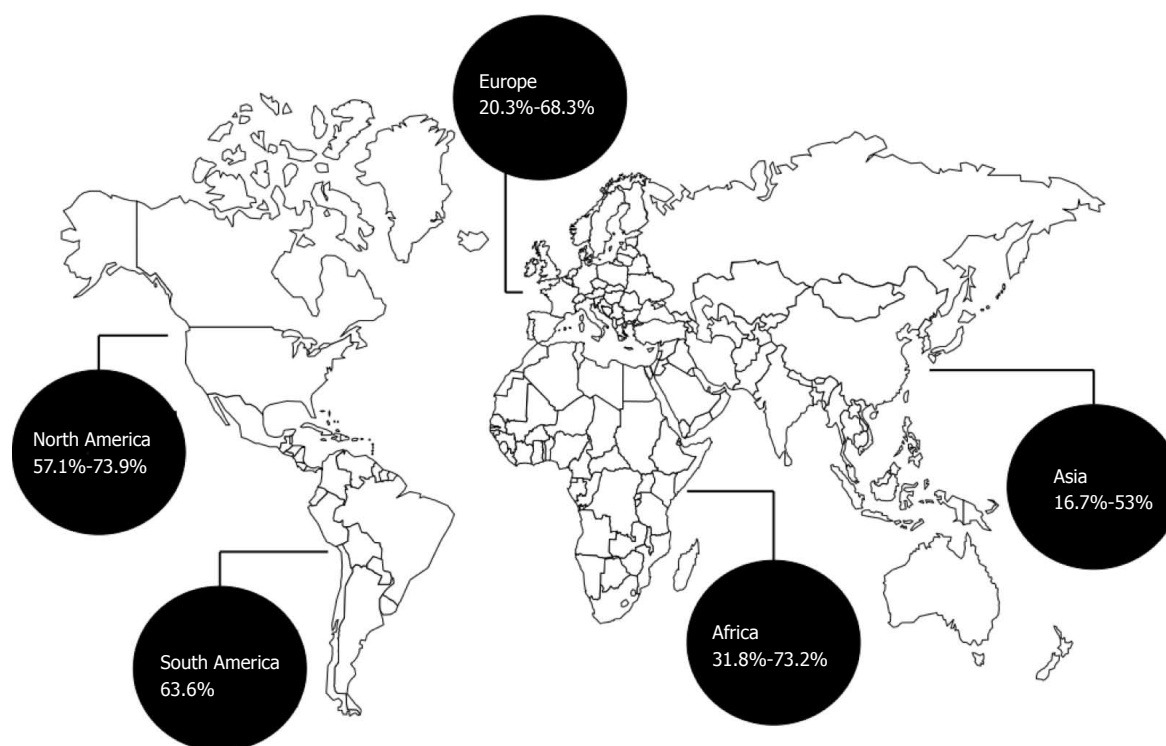 Europe
20.3%-68.3%
North America
57.1%-73.9%
Asia
16.7%-53%
South America
63.6%
Africa
31.8%-73.2%